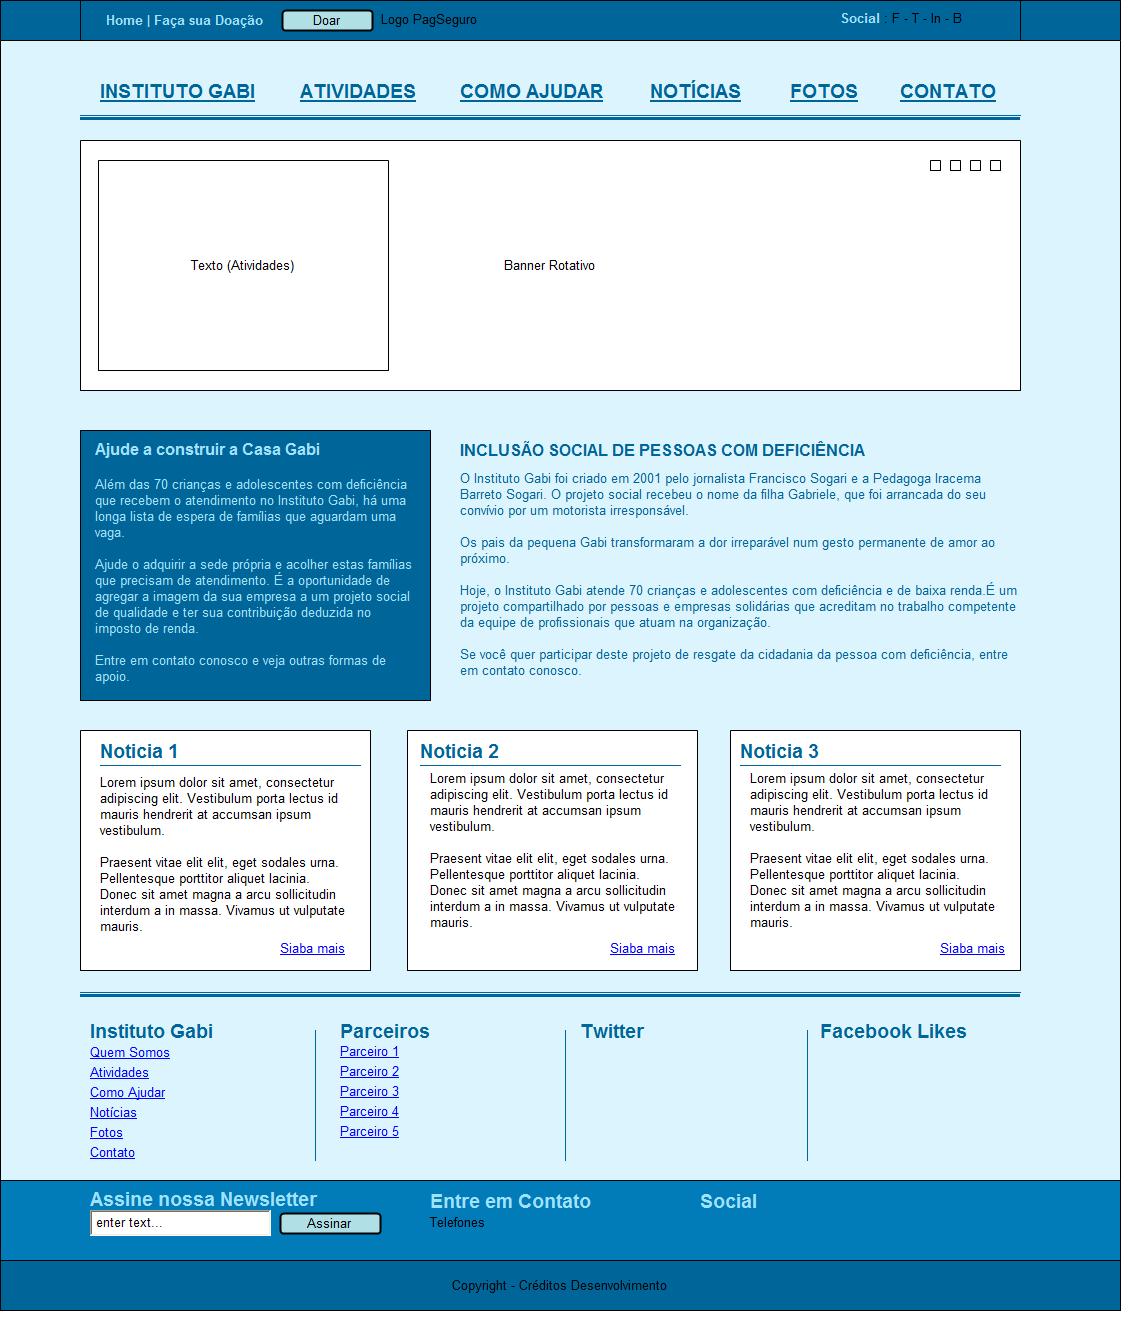 Home | Faça sua Doação Doar Logo PagSeguro Social : F - T - In - B
INSTITUTO GABI ATIVIDADES COMO AJUDAR NOTÍCIAS FOTOS CONTATO
Texto (Atividades)
Banner Rotativo
Ajude a construir a Casa Gabi
Além das 70 crianças e adolescentes com deficiência
que recebem o atendimento no Instituto Gabi, há uma
longa lista de espera de famílias que aguardam uma
vaga.
Ajude o adquirir a sede própria e acolher estas famílias
que precisam de atendimento. É a oportunidade de
agregar a imagem da sua empresa a um projeto social
de qualidade e ter sua contribuição deduzida no
imposto de renda.
Entre em contato conosco e veja outras formas de
apoio.
INCLUSÃO SOCIAL DE PESSOAS COM DEFICIÊNCIA
O Instituto Gabi foi criado em 2001 pelo jornalista Francisco Sogari e a Pedagoga Iracema
Barreto Sogari. O projeto social recebeu o nome da filha Gabriele, que foi arrancada do seu
convívio por um motorista irresponsável.
Os pais da pequena Gabi transformaram a dor irreparável num gesto permanente de amor ao
próximo.
Hoje, o Instituto Gabi atende 70 crianças e adolescentes com deficiência e de baixa renda.É um
projeto compartilhado por pessoas e empresas solidárias que acreditam no trabalho competente
da equipe de profissionais que atuam na organização.
Se você quer participar deste projeto de resgate da cidadania da pessoa com deficiência, entre
em contato conosco.
Noticia 1
Lorem ipsum dolor sit amet, consectetur
adipiscing elit. Vestibulum porta lectus id
mauris hendrerit at accumsan ipsum
vestibulum.
Praesent vitae elit elit, eget sodales urna.
Pellentesque porttitor aliquet lacinia.
Donec sit amet magna a arcu sollicitudin
interdum a in massa. Vivamus ut vulputate
mauris.
Siaba mais
Noticia 2
Lorem ipsum dolor sit amet, consectetur
adipiscing elit. Vestibulum porta lectus id
mauris hendrerit at accumsan ipsum
vestibulum.
Praesent vitae elit elit, eget sodales urna.
Pellentesque porttitor aliquet lacinia.
Donec sit amet magna a arcu sollicitudin
interdum a in massa. Vivamus ut vulputate
mauris.
Siaba mais
Noticia 3
Lorem ipsum dolor sit amet, consectetur
adipiscing elit. Vestibulum porta lectus id
mauris hendrerit at accumsan ipsum
vestibulum.
Praesent vitae elit elit, eget sodales urna.
Pellentesque porttitor aliquet lacinia.
Donec sit amet magna a arcu sollicitudin
interdum a in massa. Vivamus ut vulputate
mauris.
Siaba mais
Instituto Gabi
Quem Somos
Atividades
Como Ajudar
Notícias
Fotos
Contato
Parceiros
Parceiro 1
Parceiro 2
Parceiro 3
Parceiro 4
Parceiro 5
Twitter
Facebook Likes
Assine nossa Newsletter
enter text... Assinar
Entre em Contato
Telefones
Social
Copyright - Créditos Desenvolvimento